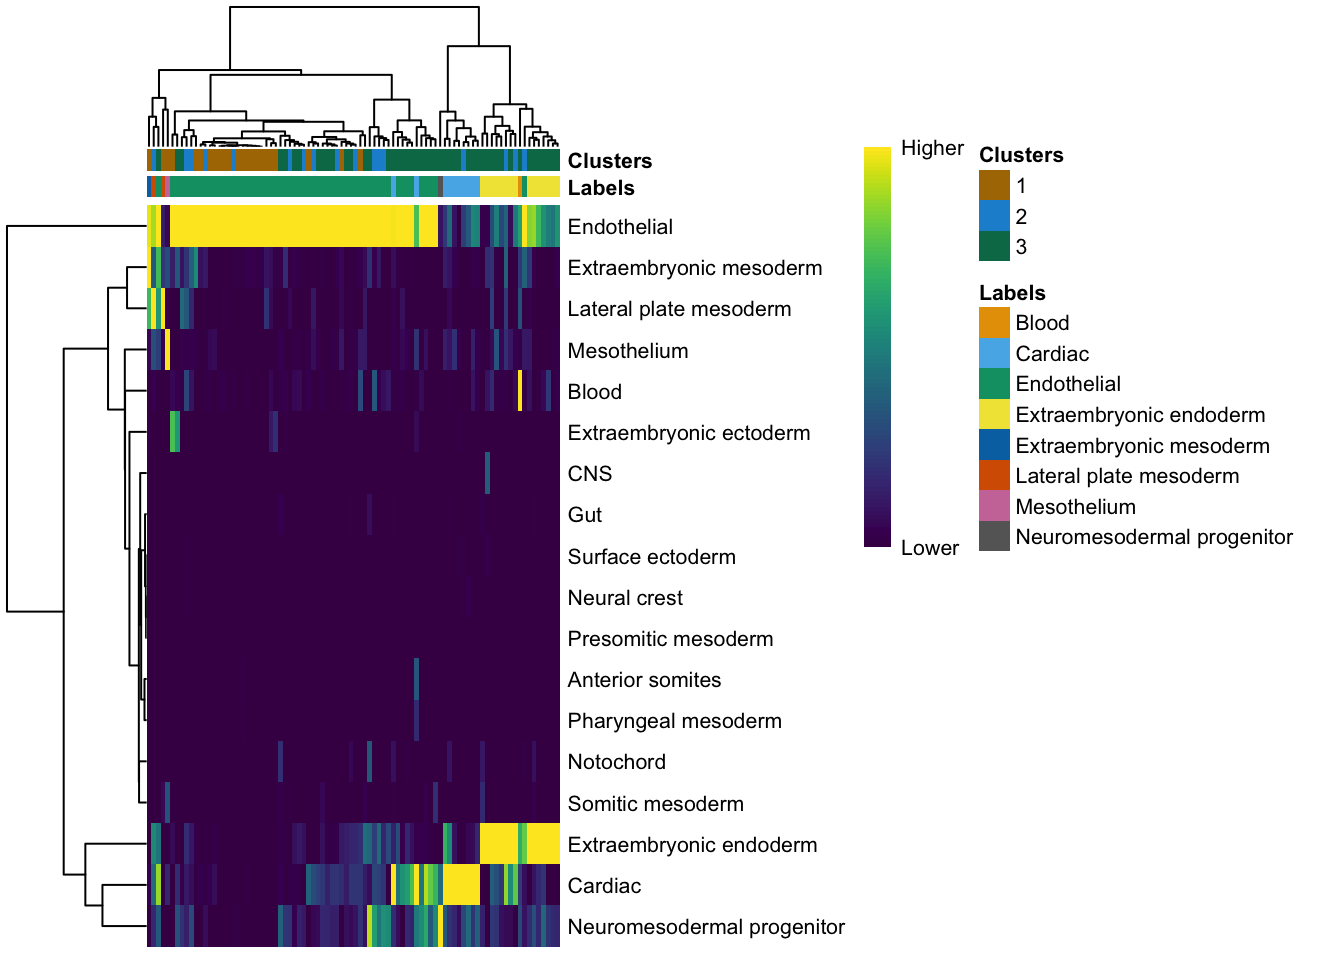 Clusters
Labels
Endothelial
Extraembryonic mesoderm
Lateral plate mesoderm
Mesothelium
Blood
Extraembryonic ectoderm
CNS
Gut
Surface ectoderm
Neural crest
Presomitic mesoderm
Anterior somites
Pharyngeal mesoderm
Notochord
Somitic mesoderm
Extraembryonic endoderm
Cardiac
Neuromesodermal progenitor
Higher
Lower
Clusters
1
2
3
Labels
Blood
Cardiac
Endothelial
Extraembryonic endoderm
Extraembryonic mesoderm
Lateral plate mesoderm
Mesothelium
Neuromesodermal progenitor